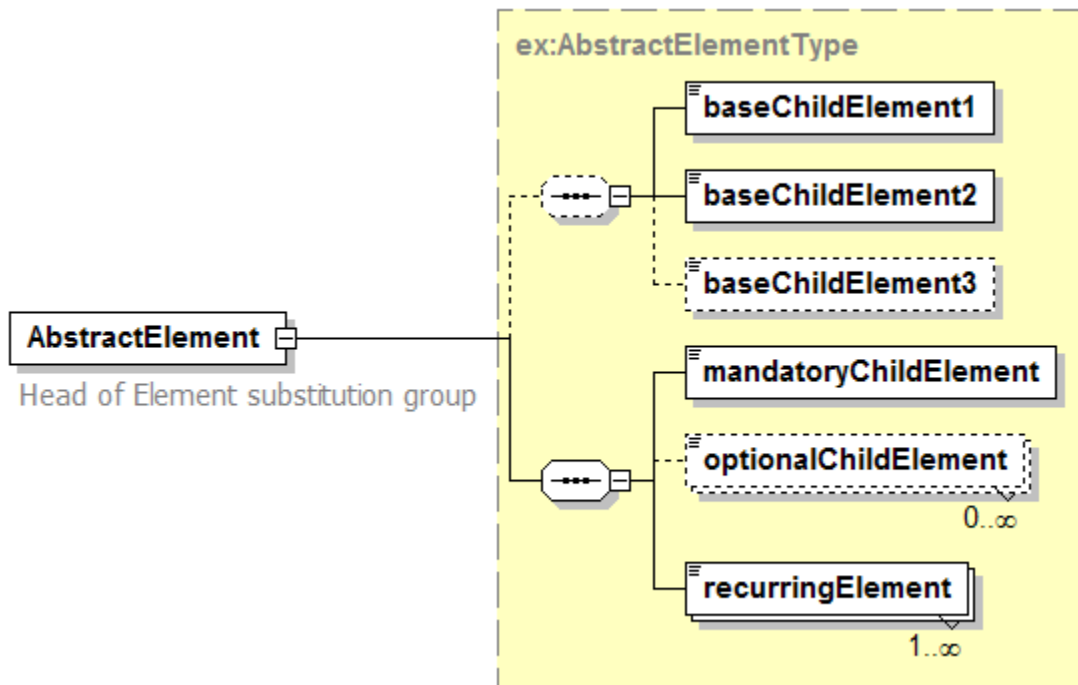 ex:AbstractElementType
baseChildElement1
baseChildElement2
baseChildElement3
AbstractElement
Head of Element substitution group
mandatoryChildElement
optionalChildElement
0..∞
recurringElement
1..∞